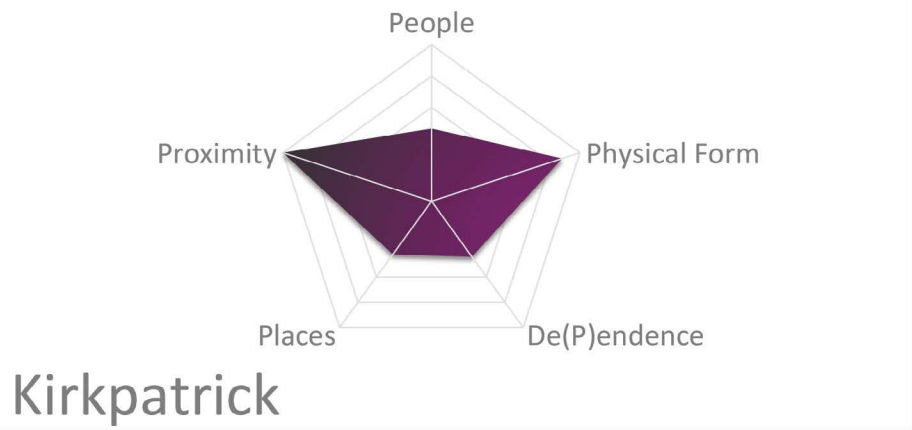 People
Proximity
Physical Form
Places
De(P)endence
Kirkpatrick